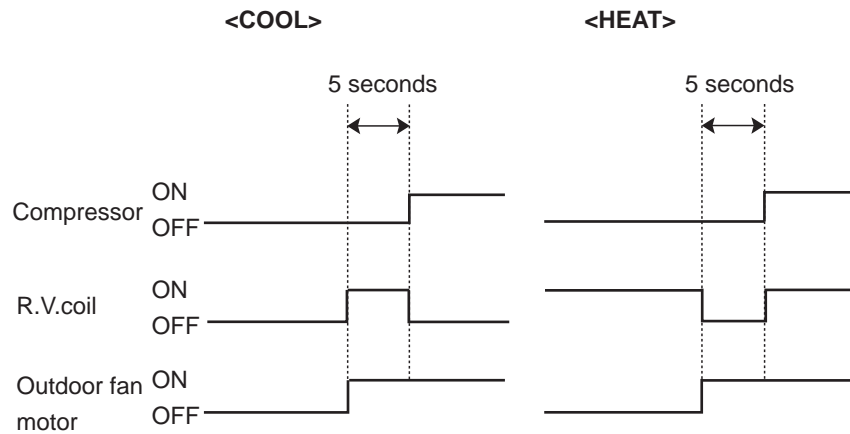 <COOL> <HEAT>
5 seconds 5 seconds
Compressor ON
OFF
R.V.coil ON
OFF
Outdoor fan motor ON
OFF